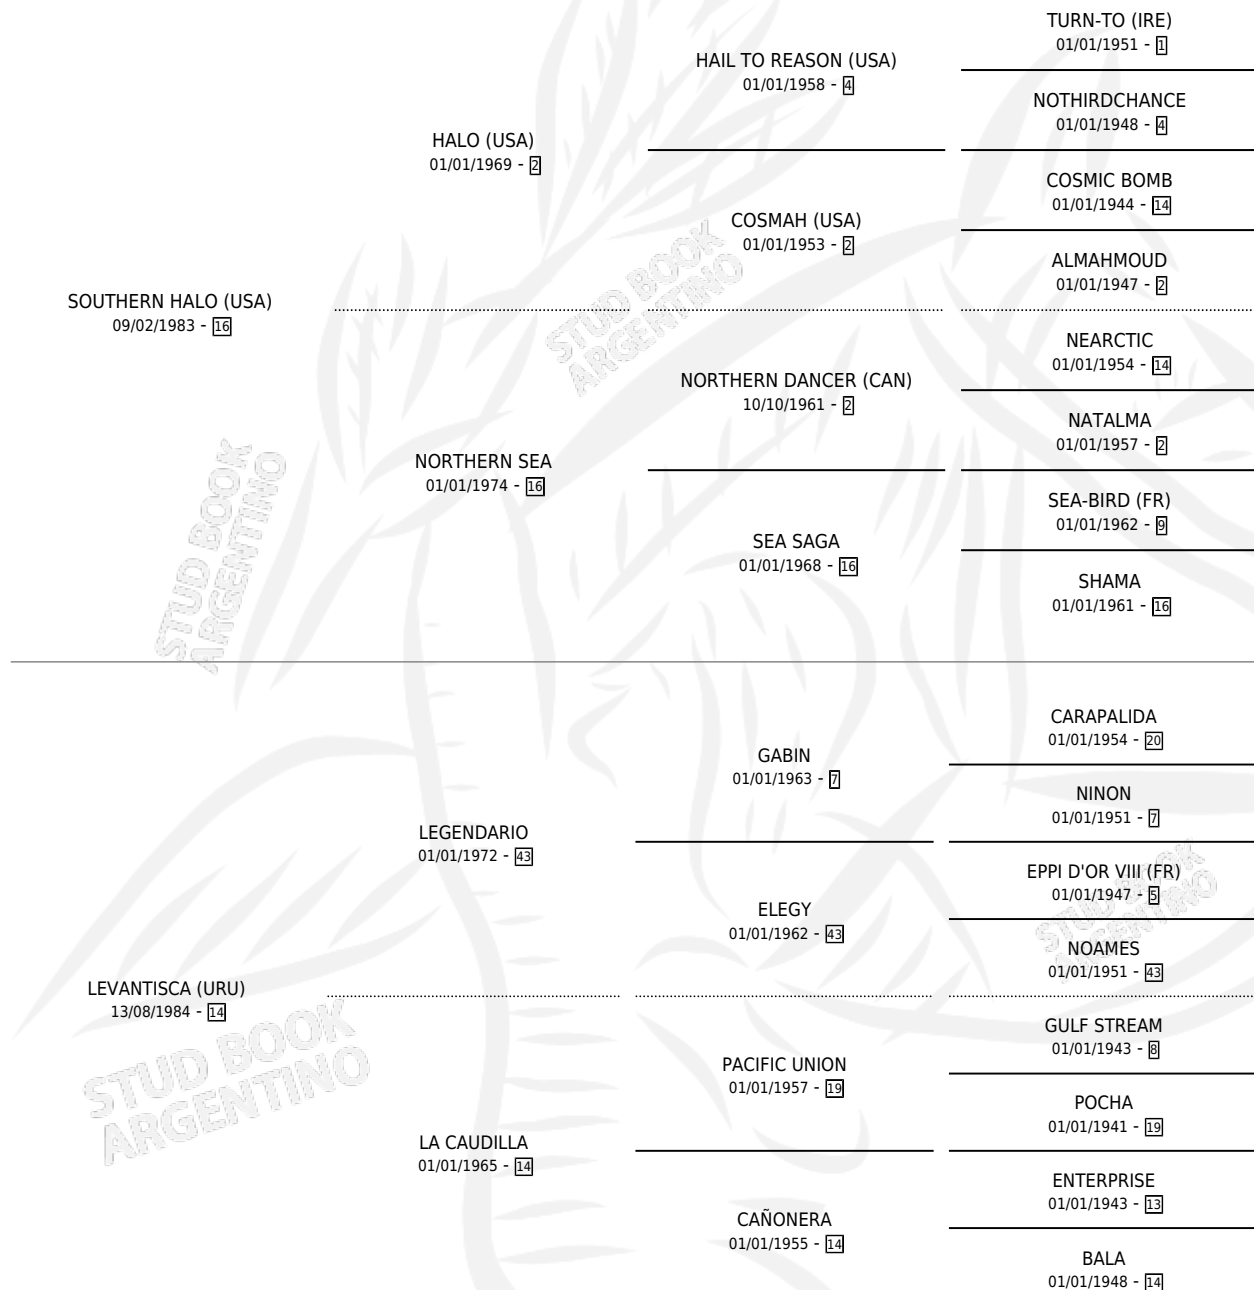 TURN-TO (IRE)
01/01/1951 - 1
HAIL TO REASON (USA)
01/01/1958 - 4
NOTHIRDCHANCE
01/01/1948 - 4
HALO (USA)
01/01/1969 - 2
COSMIC BOMB
01/01/1944 - 14
COSMAH (USA)
01/01/1953 - 2
ALMAHMOUD
01/01/1947 - 2
SOUTHERN HALO (USA)
09/02/1983 - 16
NEARCTIC
01/01/1954 - 14
NORTHERN DANCER (CAN)
10/10/1961 - 2
NATALMA
01/01/1957 - 2
NORTHERN SEA
01/01/1974 - 16
SEA-BIRD (FR)
01/01/1962 - 9
SEA SAGA
01/01/1968 - 16
SHAMA
01/01/1961 - 16
STUD BOOK
ARGENTINO
STUD BOOK
ARGENTINO
CARAPALIDA
01/01/1954 - 20
GABIN
01/01/1963 - 7
NINON
01/01/1951 - 7
LEGENDARIO
01/01/1972 - 43
EPPI D'OR VIII (FR)
01/01/1947 - 5
ELEGY
01/01/1962 - 43
NOAMES
01/01/1951 - 43
LEVANTISCA (URU)
13/08/1984 - 14
GULF STREAM
01/01/1943 - 8
PACIFIC UNION
01/01/1957 - 19
POCHA
01/01/1941 - 19
LA CAUDILLA
01/01/1965 - 14
ENTERPRISE
01/01/1943 - 13
CAÑONERA
01/01/1955 - 14
BALA
01/01/1948 - 14
STUD BOOK
ARGENTINO
STUD BOOK
ARGENTINO